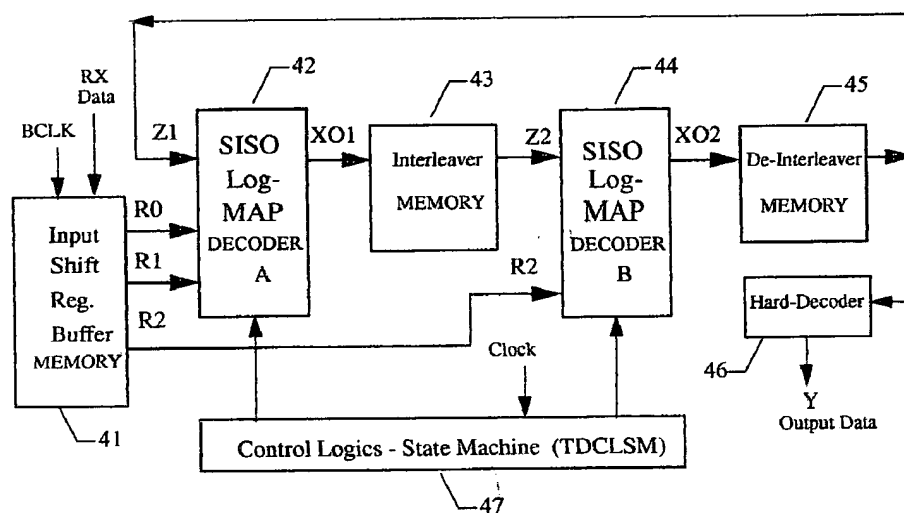 42
43
44
45
RX
Data
BCLK
Z1
SISO
Log-
MAP
DECODER
A
XO1
Interleaver
MEMORY
Z2
SISO
Log-
MAP
DECODER
B
XO2
De-Interleaver
MEMORY
R0
R1
R2
Input
Shift
Reg.
Buffer
MEMORY
R2
Hard-Decoder
41
Clock
46
Y
Output Data
Control Logics - State Machine (TDCLSM)
47